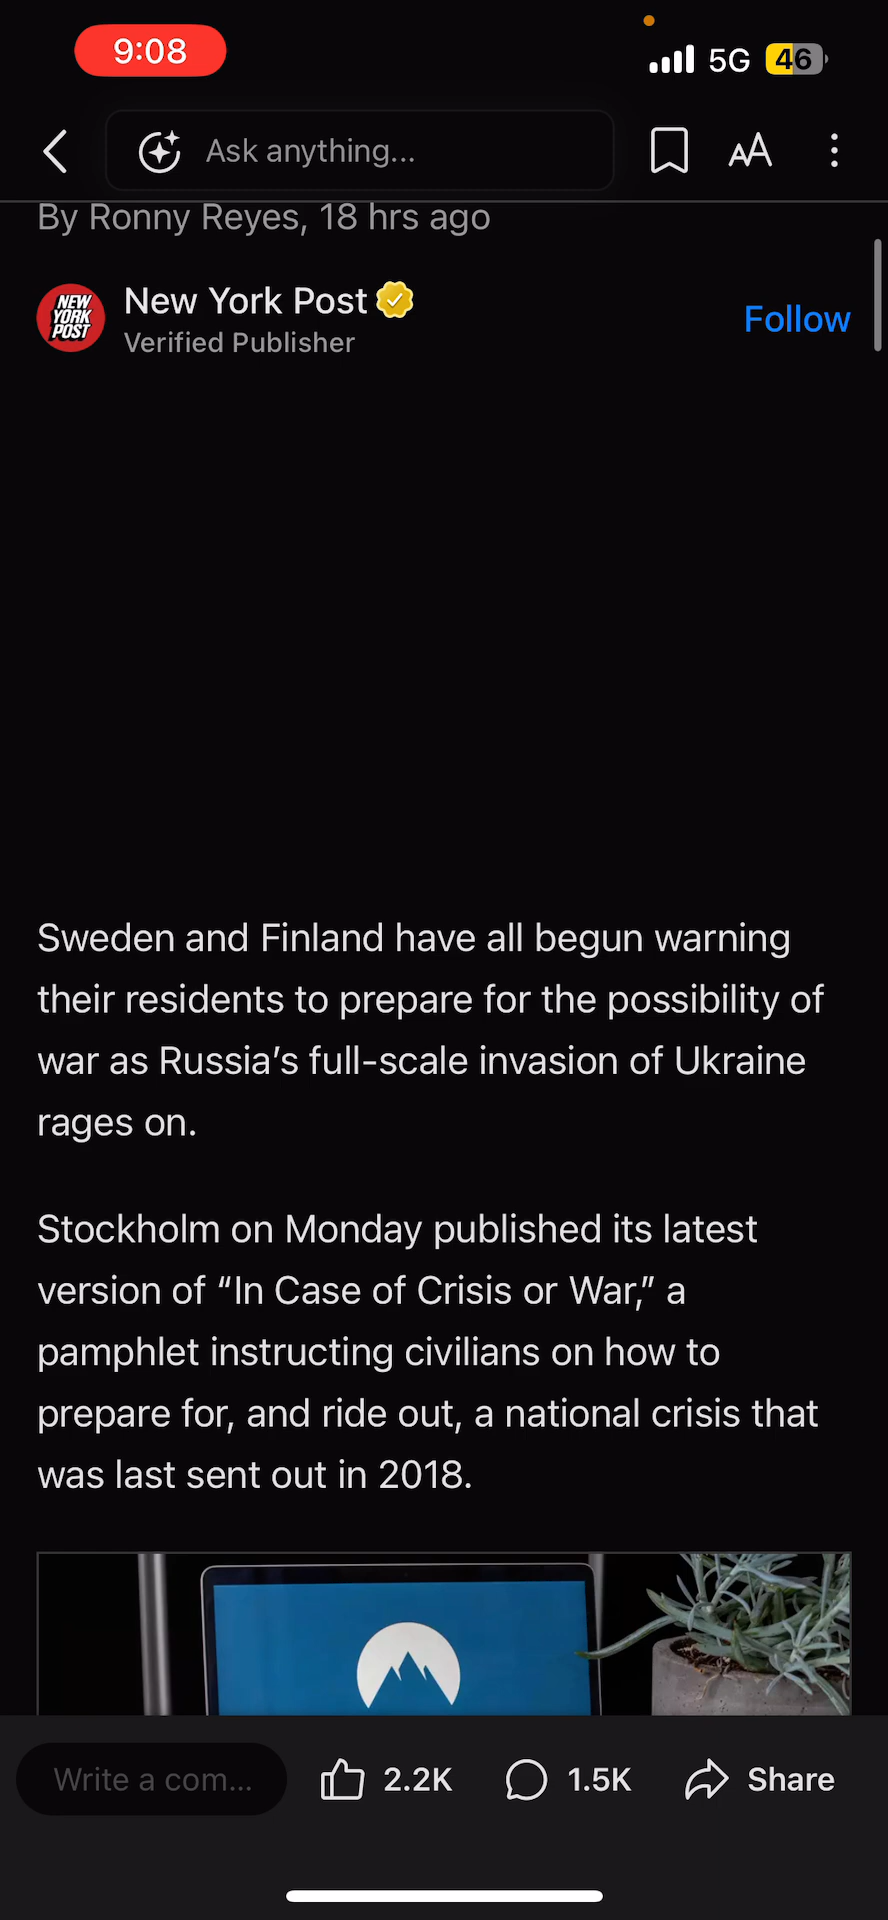 9:08
5G
46
Ask anything...
AA
By Ronny Reyes, 18 hrs ago
NEW
YORK
POST
New York Post
Verified Publisher
Follow
Sweden and Finland have all begun warning
their residents to prepare for the possibility of
war as Russia’s full-scale invasion of Ukraine
rages on.
Stockholm on Monday published its latest
version of “In Case of Crisis or War,” a
pamphlet instructing civilians on how to
prepare for, and ride out, a national crisis that
was last sent out in 2018.
Write a com...
2.2K
1.5K
Share